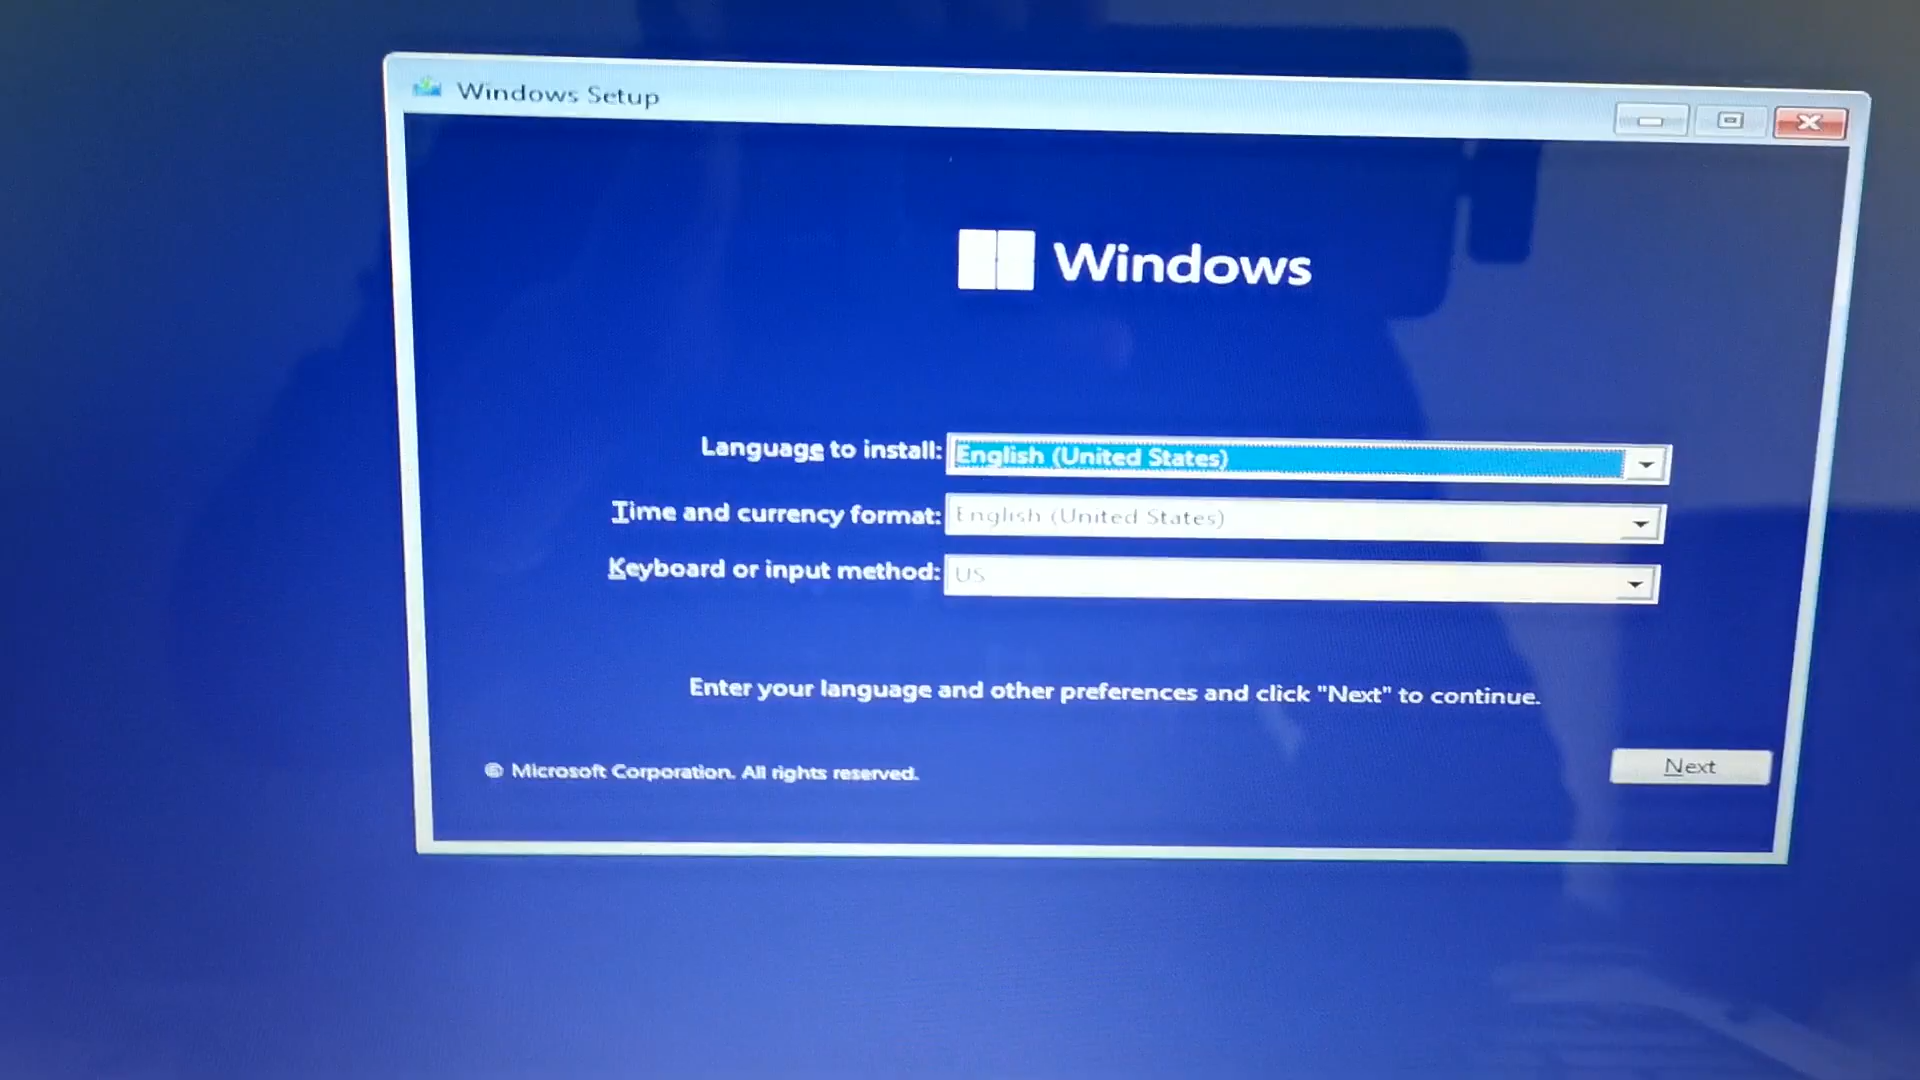 Windows Setup
Windows
Language to install: English (United States)
Time and currency format: English (United States)
Keyboard or input method: US
Enter your language and other preferences and click "Next" to continue.
© Microsoft Corporation. All rights reserved.
Next